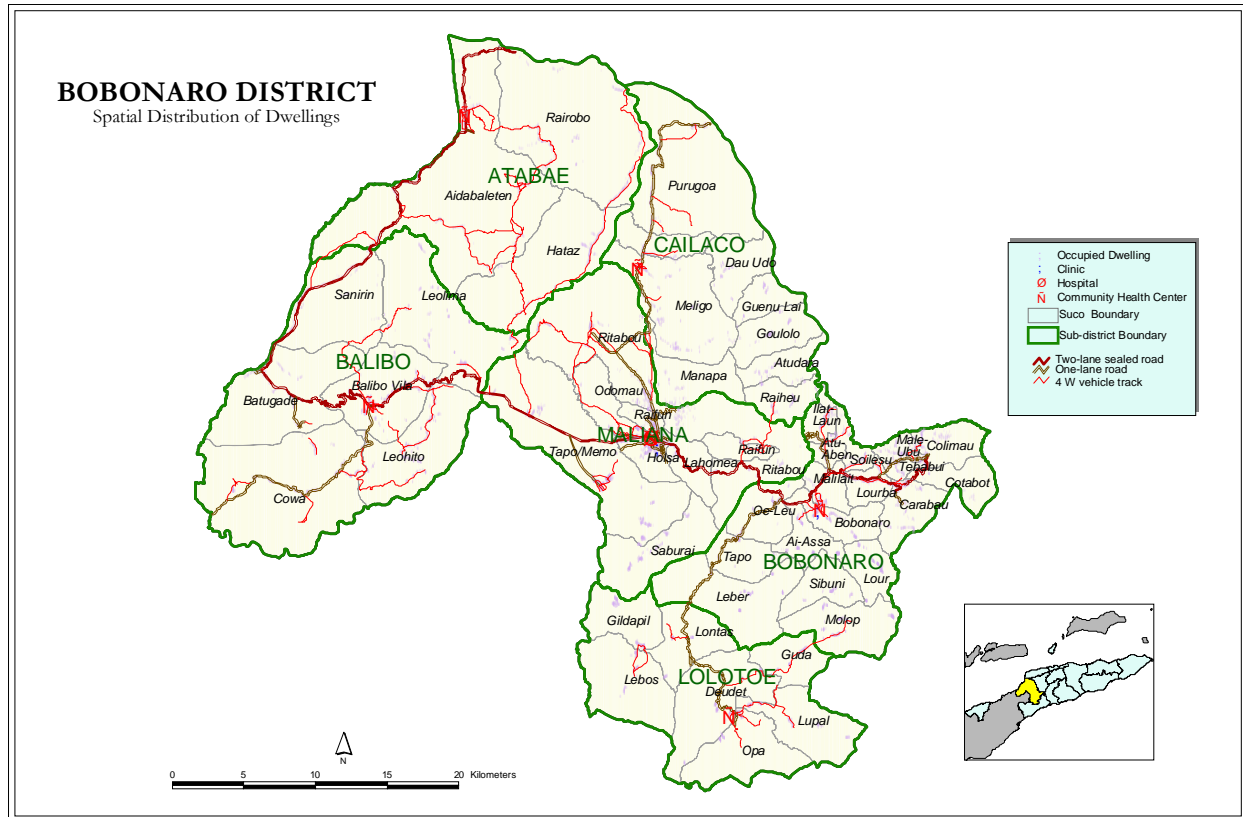 BOBONARO DISTRICT
Spatial Distribution of Dwellings
Rairobo
ATABAE
Aidabaleten
Purugoa
Hataz
CAILACO
Dau Udo
Sanirin
Leolima
Meligo
Guenu Lai
Ritabou
Goulolo
BALIBO
Atudara
Balibo Vila
Manapa
Odomau
Raiheu
Batugade
Raifun
Ilat-
Laun
MALIANA
Male-
Ubu
Colimau
Atu-
Aben
Tapo/Memo
Holsa
Raifun
Soilesu
Tebabui
Leohito
Lahomea
Ritabou
Malilait
Cotabot
Lourba
Cowa
Carabau
Oe-Leu
Bobonaro
Ai-Assa
Saburai
Tapo
BOBONARO
Sibuni
Lour
Leber
Gildapil
Molop
Lontas
Guda
Lebos
LOLOTOE
Deudet
Lupal
Opa
Occupied Dwelling
; Clinic
Ø Hospital
Ñ Community Health Center
Suco Boundary
Sub-district Boundary
Two-lane sealed road
One-lane road
4 W vehicle track
N
0 5 10 15 20 Kilometers